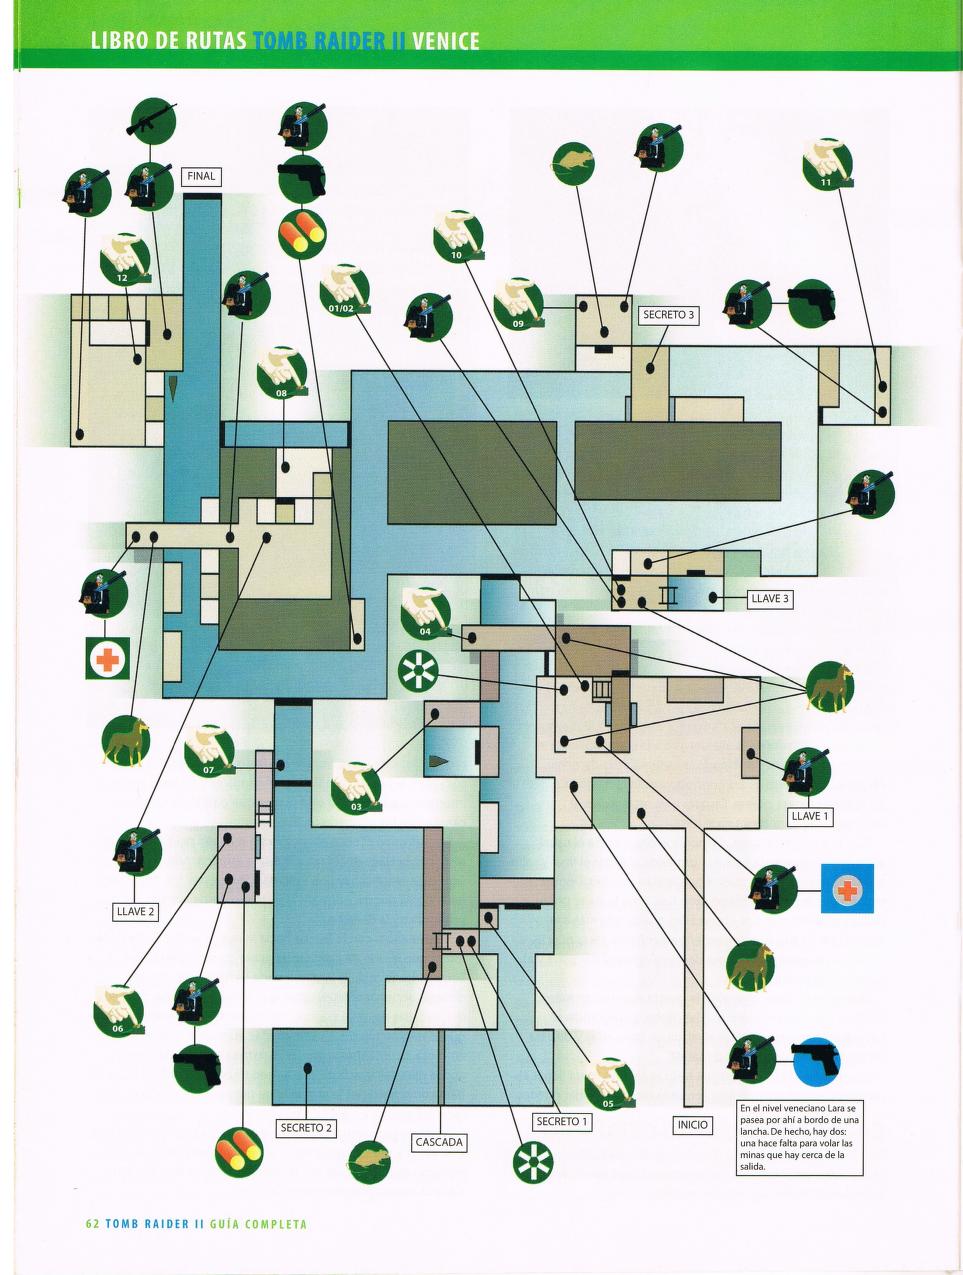 LIBRO DE RUTAS TOMB RAIDER II VENICE
FINAL
12
01/02
10
09
11
SECRETO 3
08
LLAVE 3
04
07
03
LLAVE 1
LLAVE 2
06
05
SECRETO 2
CASCADA
SECRETO 1
INICIO
En el nivel veneciano Lara se
pasea por ahí a bordo de una
lancha. De hecho, hay dos:
una hace falta para volar las
minas que hay cerca de la
salida.
62 TOMB RAIDER II GUÍA COMPLETA